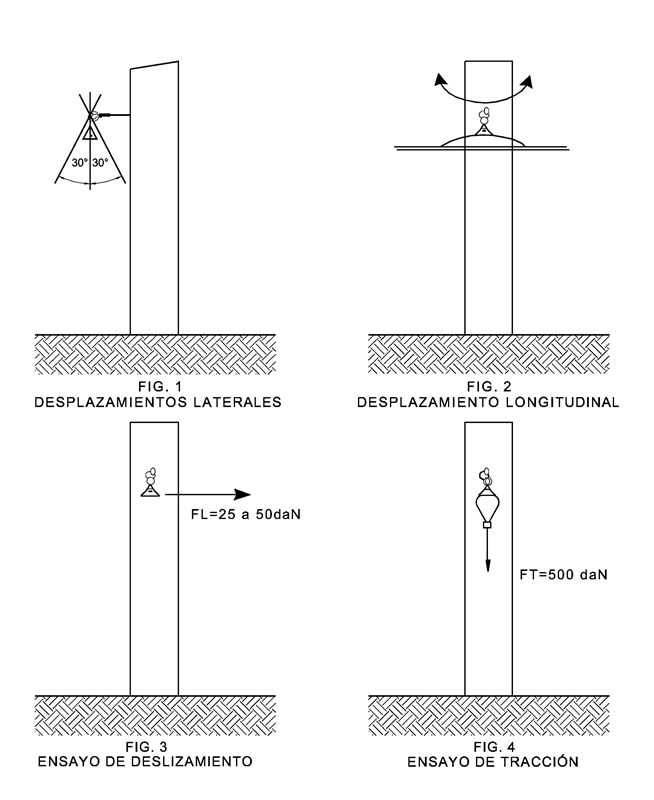 30° 30°
FIG. 1
DESPLAZAMIENTOS LATERALES
FIG. 2
DESPLAZAMIENTO LONGITUDINAL
FL=25 a 50daN
FIG. 3
ENSAYO DE DESLIZAMIENTO
FT=500 daN
FIG. 4
ENSAYO DE TRACCIÓN